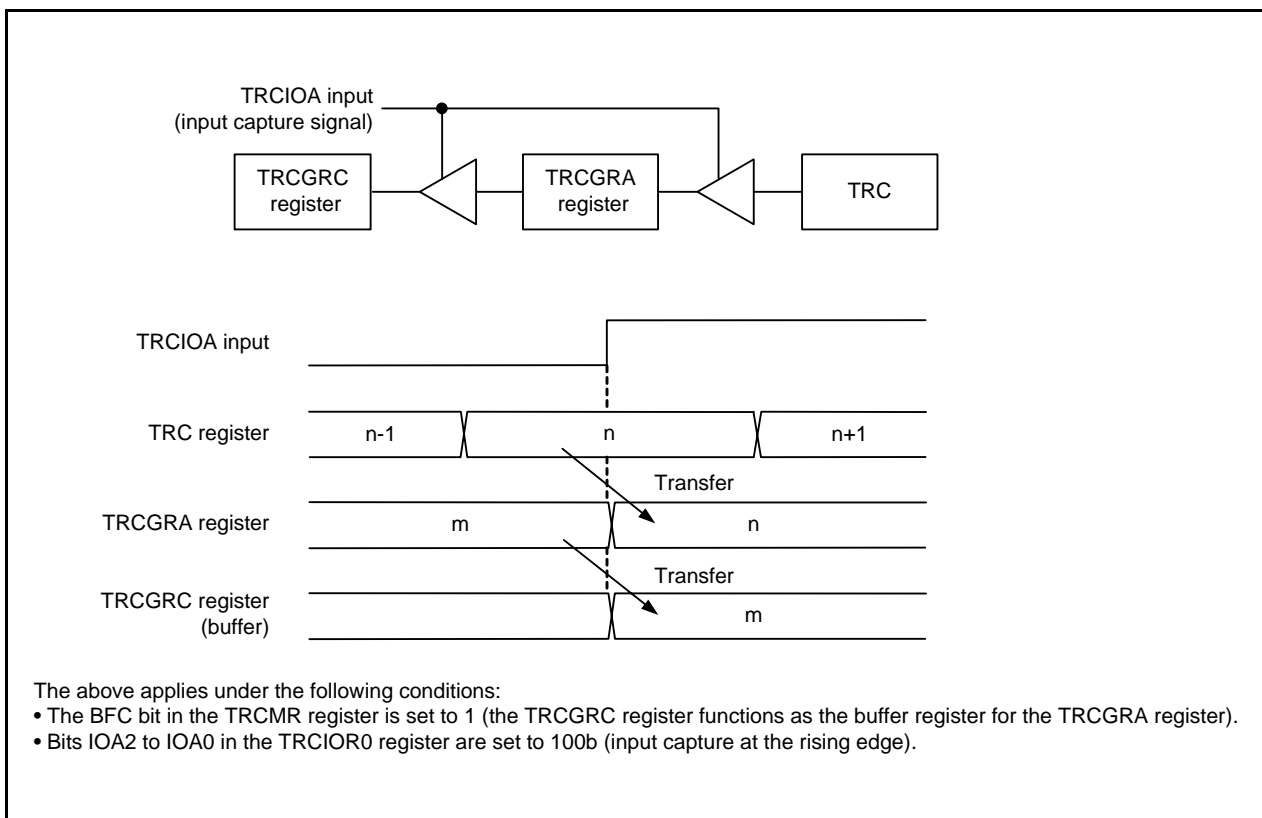 TRCIOA input
(input capture signal)
TRCGRC
register
TRCGRA
register
TRC
TRCIOA input
TRC register
n-1
n
n+1
Transfer
TRCGRA register
m
n
Transfer
TRCGRC register
(buffer)
m
The above applies under the following conditions:
• The BFC bit in the TRCMR register is set to 1 (the TRCGRC register functions as the buffer register for the TRCGRA register).
• Bits IOA2 to IOA0 in the TRCIOR0 register are set to 100b (input capture at the rising edge).